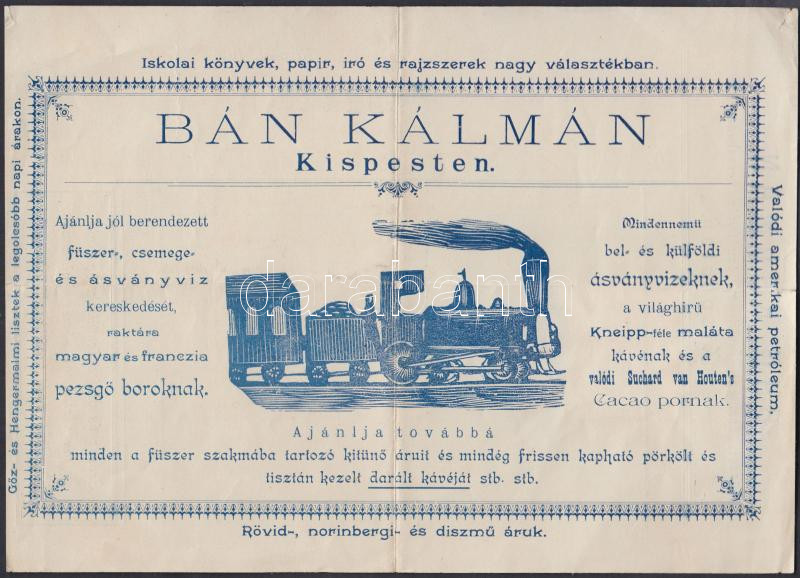 Iskolai könyvek, papir, iró és rajzszerek nagy választékban.
BÁN KÁLMÁN
Kispesten.
Ajánlja jól berendezett
füszer-, csemege-
és ásványviz
kereskedését,
raktára
magyar és franczia
pezsgő boroknak.
Mindennemü
bel- és külföldi
ásványvizeknek,
a világhirü
Kneipp-féle maláta
kávénak és a
valódi Suchard van Houten's
Cacao pornak.
Ajánlja továbbá
minden a füszer szakmába tartozó kitünő áruit és mindég frissen kapható pörkölt és
tisztán kezelt darált kávéját stb. stb.
Rövid-, norinbergi- és diszmű áruk.
Gőz- és Hengermalmi lisztek a legolcsóbb napi árakon.
Valódi amerikai petróleum.
darabanth